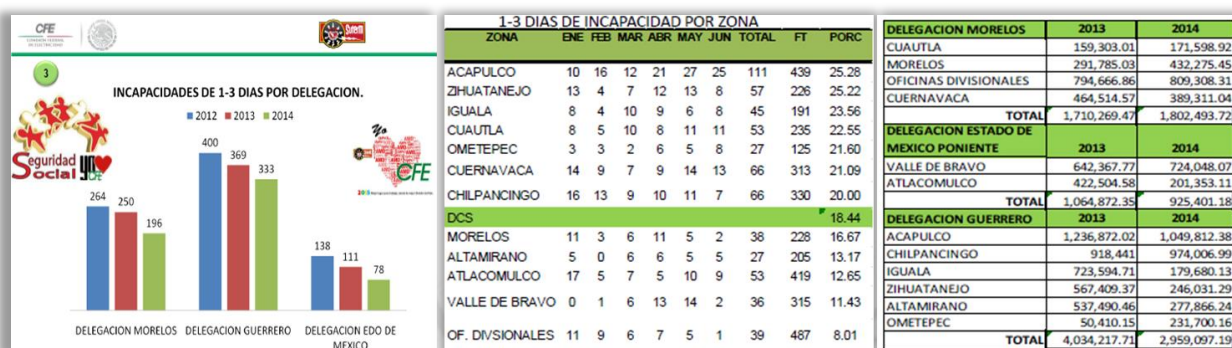 CFE
COMISIÓN FEDERAL DE ELECTRICIDAD
Suterm
3
INCAPACIDADES DE 1-3 DIAS POR DELEGACION.
2012 2013 2014
Seguridad Social yo CFE
Yo CFE
264 250 196
400 369 333
138 111 78
DELEGACION MORELOS DELEGACION GUERRERO DELEGACION EDO DE MEXICO
1-3 DIAS DE INCAPACIDAD POR ZONA
ZONA ENE FEB MAR ABR MAY JUN TOTAL FT PORC
ACAPULCO 10 16 12 21 27 25 111 439 25.28
ZIHUATANEJO 13 4 7 12 13 8 57 226 25.22
IGUALA 8 4 10 9 6 8 45 191 23.56
CUAUTLA 8 5 10 8 11 11 53 235 22.55
OMETEPEC 3 3 2 6 5 8 27 125 21.60
CUERNAVACA 14 9 7 9 14 13 66 313 21.09
CHILPANCINGO 16 13 9 10 11 7 66 330 20.00
DCS 18.44
MORELOS 11 3 6 11 5 2 38 228 16.67
ALTAMIRANO 5 0 6 6 5 5 27 205 13.17
ATLACOMULCO 17 5 7 5 10 9 53 419 12.65
VALLE DE BRAVO 0 1 6 13 14 2 36 315 11.43
OF. DIVSIONALES 11 9 6 7 5 1 39 487 8.01
DELEGACION MORELOS 2013 2014
CUAUTLA 159,303.01 171,598.92
MORELOS 291,785.03 432,275.45
OFICINAS DIVISIONALES 794,666.86 809,308.31
CUERNAVACA 464,514.57 389,311.04
TOTAL 1,710,269.47 1,802,493.72
DELEGACION ESTADO DE
MEXICO PONIENTE 2013 2014
VALLE DE BRAVO 642,367.77 724,048.07
ATLACOMULCO 422,504.58 201,353.11
TOTAL 1,064,872.35 925,401.18
DELEGACION GUERRERO 2013 2014
ACAPULCO 1,236,872.02 1,049,812.38
CHILPANCINGO 918,441 974,006.99
IGUALA 723,594.71 179,680.13
ZIHUATANEJO 567,409.37 246,031.29
ALTAMIRANO 537,490.46 277,866.24
OMETEPEC 50,410.15 231,700.16
TOTAL 4,034,217.71 2,959,097.19